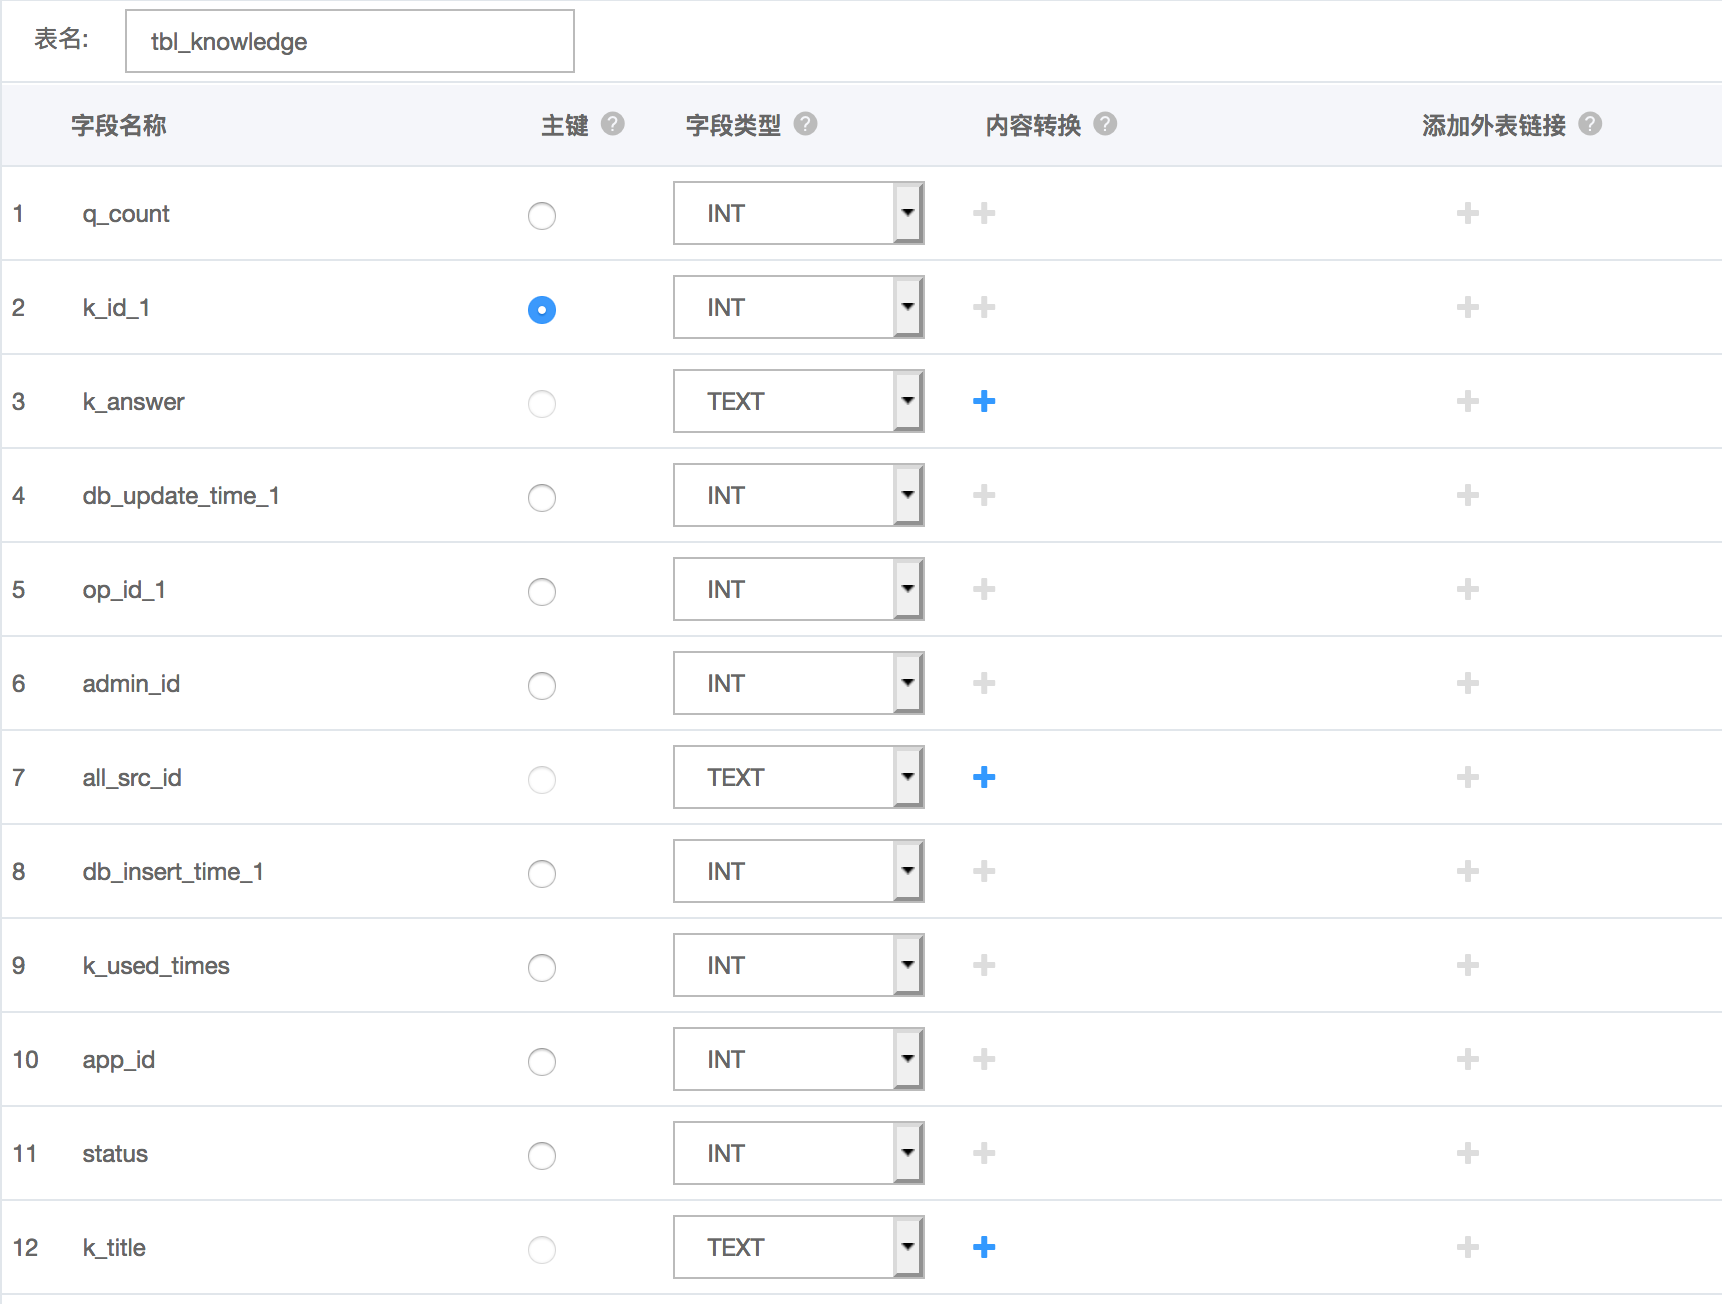 表名: tbl_knowledge
字段名称 主键 ? 字段类型 ? 内容转换 ? 添加外表链接 ?
1 q_count INT
2 k_id_1 INT
3 k_answer TEXT
4 db_update_time_1 INT
5 op_id_1 INT
6 admin_id INT
7 all_src_id TEXT
8 db_insert_time_1 INT
9 k_used_times INT
10 app_id INT
11 status INT
12 k_title TEXT